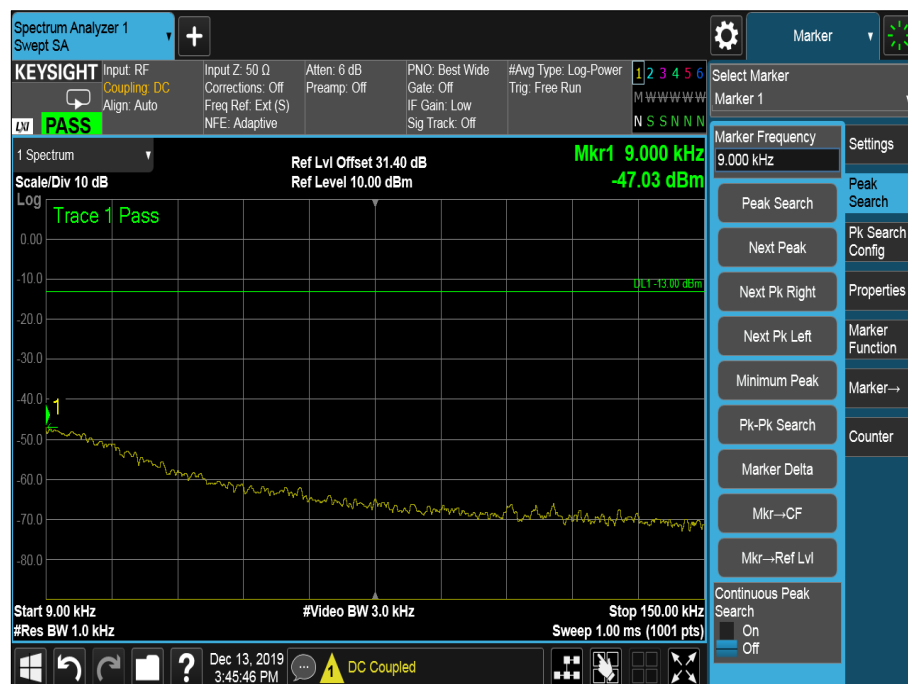 Spectrum Analyzer 1
Swept SA
Marker
KEYSIGHT
Input: RF
Coupling: DC
Align: Auto
Input Z: 50 Ω
Corrections: Off
Freq Ref: Ext (S)
NFE: Adaptive
Atten: 6 dB
Preamp: Off
PNO: Best Wide
Gate: Off
IF Gain: Low
Sig Track: Off
#Avg Type: Log-Power
Trig: Free Run
1 2 3 4 5 6
M W W W W W
N S S N N N
LXI PASS
Select Marker
Marker 1
1 Spectrum
Scale/Div 10 dB
Ref Lvl Offset 31.40 dB
Ref Level 10.00 dBm
Mkr1 9.000 kHz
-47.03 dBm
Log
Trace 1 Pass
0.00
-10.0
DL1 -13.00 dBm
-20.0
-30.0
-40.0
1
-50.0
-60.0
-70.0
-80.0
Start 9.00 kHz
#Video BW 3.0 kHz
Stop 150.00 kHz
#Res BW 1.0 kHz
Sweep 1.00 ms (1001 pts)
Marker Frequency
9.000 kHz
Peak Search
Next Peak
Next Pk Right
Next Pk Left
Minimum Peak
Pk-Pk Search
Marker Delta
Mkr→CF
Mkr→Ref Lvl
Continuous Peak
Search
On
Off
Settings
Peak
Search
Pk Search
Config
Properties
Marker
Function
Marker→
Counter
?
Dec 13, 2019
3:45:46 PM
1
DC Coupled